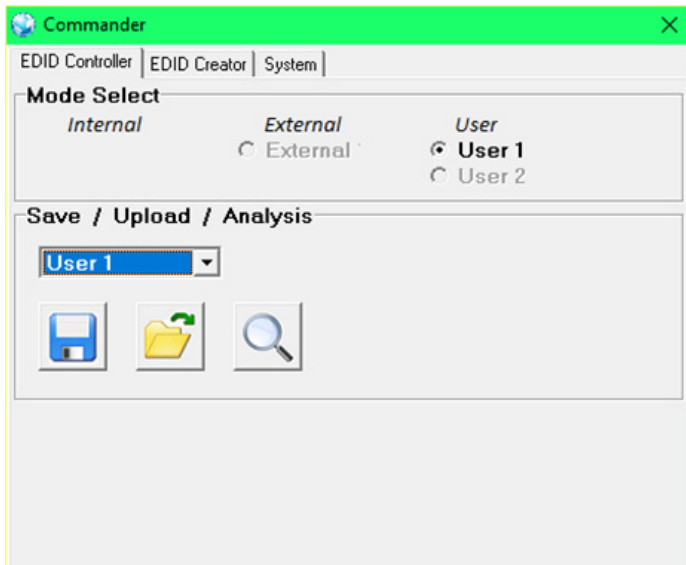 Commander
EDID Controller EDID Creator System
Mode Select
Internal External User
External User 1
User 2
Save / Upload / Analysis
User 1